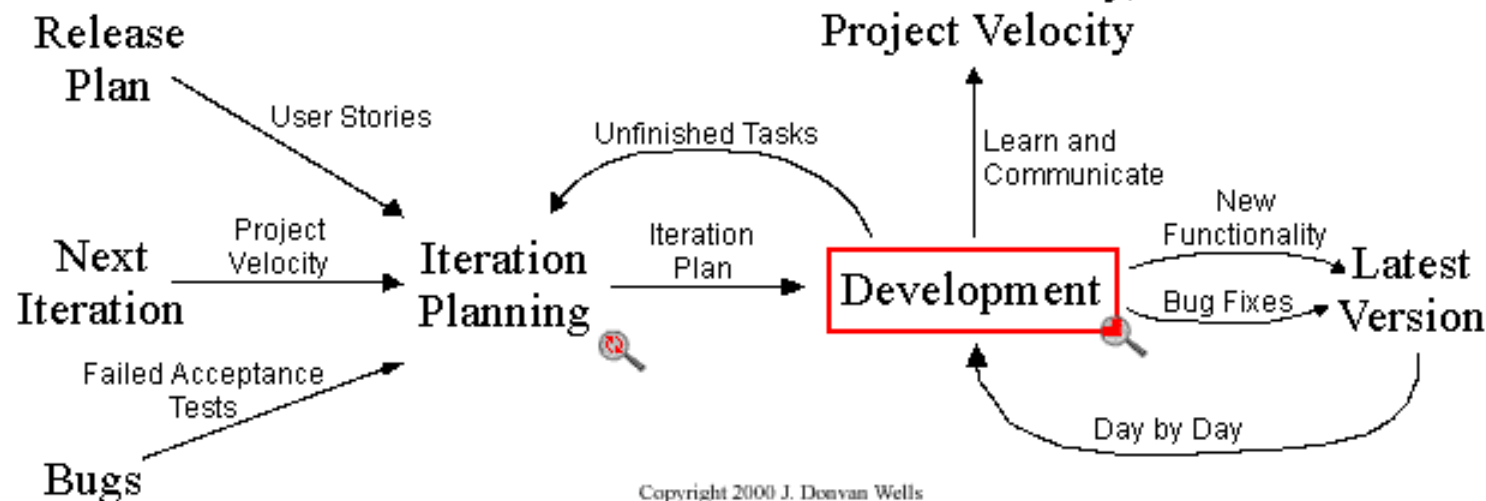 Release
Plan
User Stories
Project Velocity
Unfinished Tasks
Learn and
Communicate
Next
Iteration
Project
Velocity
Iteration
Planning
Iteration
Plan
Development
New
Functionality
Bug Fixes
Latest
Version
Failed Acceptance
Tests
Bugs
Day by Day
Copyright 2000 J. Donvan Wells